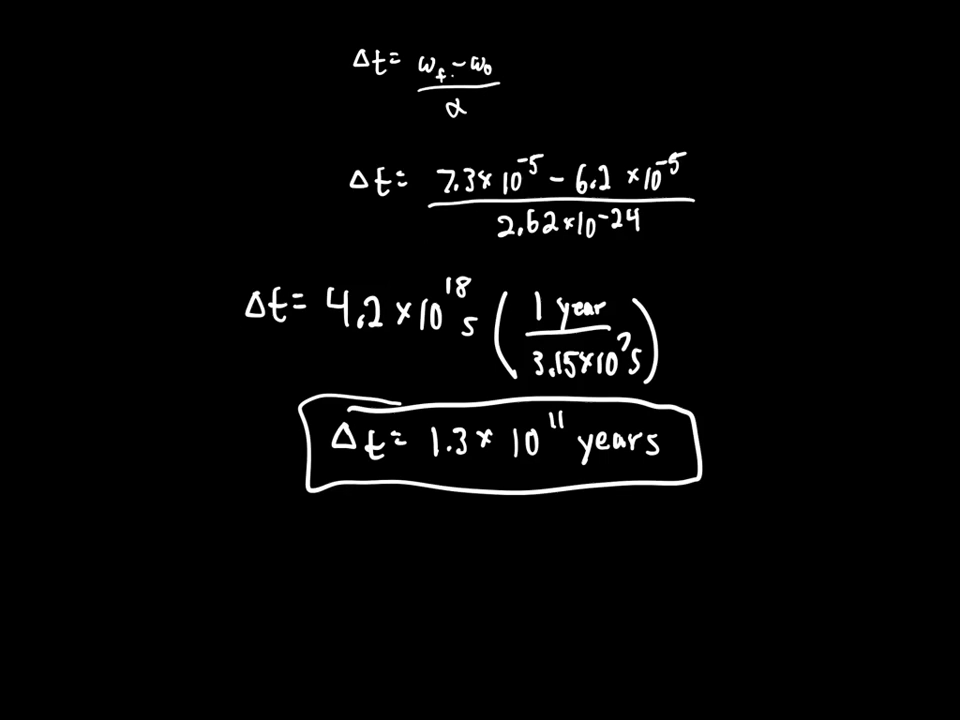 Δt = (ω_f - ω_0) / α
Δt = (7.3 × 10^-5 - 6.2 × 10^-5) / (2.62 × 10^-24)
Δt = 4.2 × 10^18 s (1 year / 3.15 × 10^7 s)
Δt = 1.3 × 10^11 years